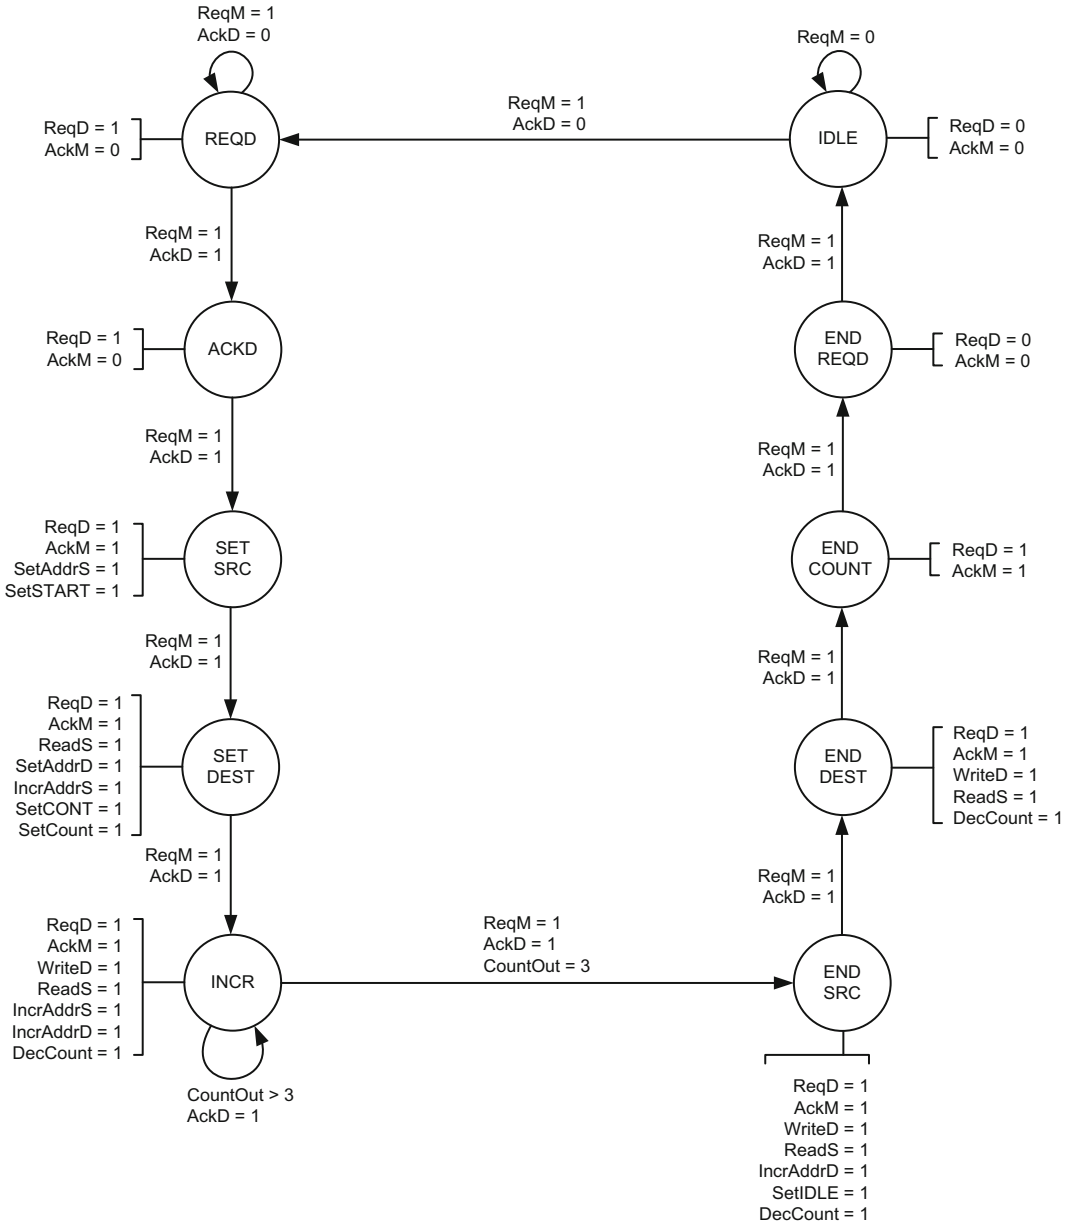 ReqM = 1
AckD = 0
ReqM = 0
ReqD = 1
AckM = 0
REQD
ReqM = 1
AckD = 0
IDLE
ReqD = 0
AckM = 0
ReqM = 1
AckD = 1
ReqM = 1
AckD = 1
ReqD = 1
AckM = 0
ACKD
END
REQD
ReqD = 0
AckM = 0
ReqM = 1
AckD = 1
ReqM = 1
AckD = 1
ReqD = 1
AckM = 1
SetAddrS = 1
SetSTART = 1
SET
SRC
END
COUNT
ReqD = 1
AckM = 1
ReqM = 1
AckD = 1
ReqM = 1
AckD = 1
ReqD = 1
AckM = 1
ReadS = 1
SetAddrD = 1
IncrAddrS = 1
SetCONT = 1
SetCount = 1
SET
DEST
END
DEST
ReqD = 1
AckM = 1
WriteD = 1
ReadS = 1
DecCount = 1
ReqM = 1
AckD = 1
ReqM = 1
AckD = 1
ReqD = 1
AckM = 1
WriteD = 1
ReadS = 1
IncrAddrS = 1
IncrAddrD = 1
DecCount = 1
INCR
ReqM = 1
AckD = 1
CountOut = 3
END
SRC
CountOut > 3
AckD = 1
ReqD = 1
AckM = 1
WriteD = 1
ReadS = 1
IncrAddrD = 1
SetIDLE = 1
DecCount = 1